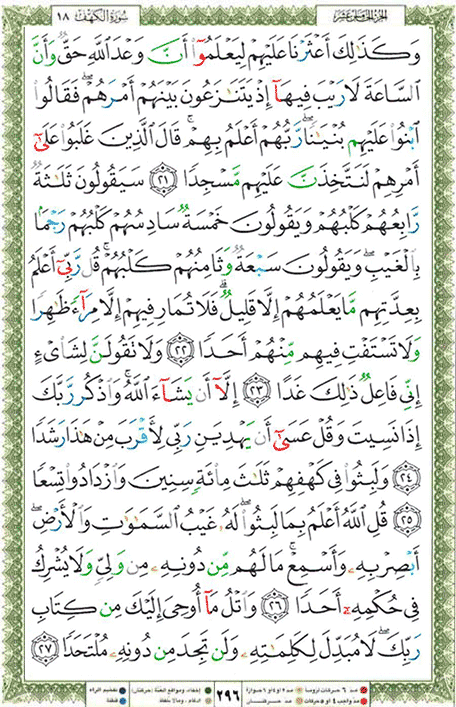 الجزء الخامس عشر سورة الكهف ١٨
وَكَذَٰلِكَ أَعْثَرْنَا عَلَيْهِمْ لِيَعْلَمُوٓا۟ أَنَّ وَعْدَ ٱللَّهِ حَقٌّ وَأَنَّ
ٱلسَّاعَةَ لَا رَيْبَ فِيهَآ إِذْ يَتَنَٰزَعُونَ بَيْنَهُمْ أَمْرَهُمْ ۖ فَقَالُوا۟
ٱبْنُوا۟ عَلَيْهِم بُنْيَٰنًا ۖ رَّبُّهُمْ أَعْلَمُ بِهِمْ ۚ قَالَ ٱلَّذِينَ غَلَبُوا۟ عَلَىٰٓ
أَمْرِهِمْ لَنَتَّخِذَنَّ عَلَيْهِم مَّسْجِدًا ۝٢١ سَيَقُولُونَ ثَلَٰثَةٌ
رَّابِعُهُمْ كَلْبُهُمْ وَيَقُولُونَ خَمْسَةٌ سَادِسُهُمْ كَلْبُهُمْ رَجْمًۢا
بِٱلْغَيْبِ ۖ وَيَقُولُونَ سَبْعَةٌ وَثَامِنُهُمْ كَلْبُهُمْ ۚ قُل رَّبِّىٓ أَعْلَمُ
بِعِدَّتِهِم مَّا يَعْلَمُهُمْ إِلَّا قَلِيلٌ ۗ فَلَا تُمَارِ فِيهِمْ إِلَّا مِرَآءً ظَٰهِرًا
وَلَا تَسْتَفْتِ فِيهِم مِّنْهُمْ أَحَدًا ۝٢٢ وَلَا تَقُولَنَّ لِشَا۟ىْءٍ
إِنِّى فَاعِلٌ ذَٰلِكَ غَدًا ۝٢٣ إِلَّآ أَن يَشَآءَ ٱللَّهُ ۚ وَٱذْكُر رَّبَّكَ
إِذَا نَسِيتَ وَقُلْ عَسَىٰٓ أَن يَهْدِيَنِ رَبِّى لِأَقْرَبَ مِنْ هَٰذَا رَشَدًا
۝٢٤ وَلَبِثُوا۟ فِى كَهْفِهِمْ ثَلَٰثَ مِا۟ئَةٍ سِنِينَ وَٱزْدَادُوا۟ تِسْعًا
۝٢٥ قُلِ ٱللَّهُ أَعْلَمُ بِمَا لَبِثُوا۟ ۖ لَهُۥ غَيْبُ ٱلسَّمَٰوَٰتِ وَٱلْأَرْضِ ۖ
أَبْصِرْ بِهِۦ وَأَسْمِعْ ۚ مَا لَهُم مِّن دُونِهِۦ مِن وَلِىٍّ وَلَا يُشْرِكُ
فِى حُكْمِهِۦٓ أَحَدًا ۝٢٦ وَٱتْلُ مَآ أُوحِىَ إِلَيْكَ مِن كِتَابِ
رَبِّكَ ۖ لَا مُبَدِّلَ لِكَلِمَٰتِهِۦ وَلَن تَجِدَ مِن دُونِهِۦ مُلْتَحَدًا ۝٢٧
٢٩٦